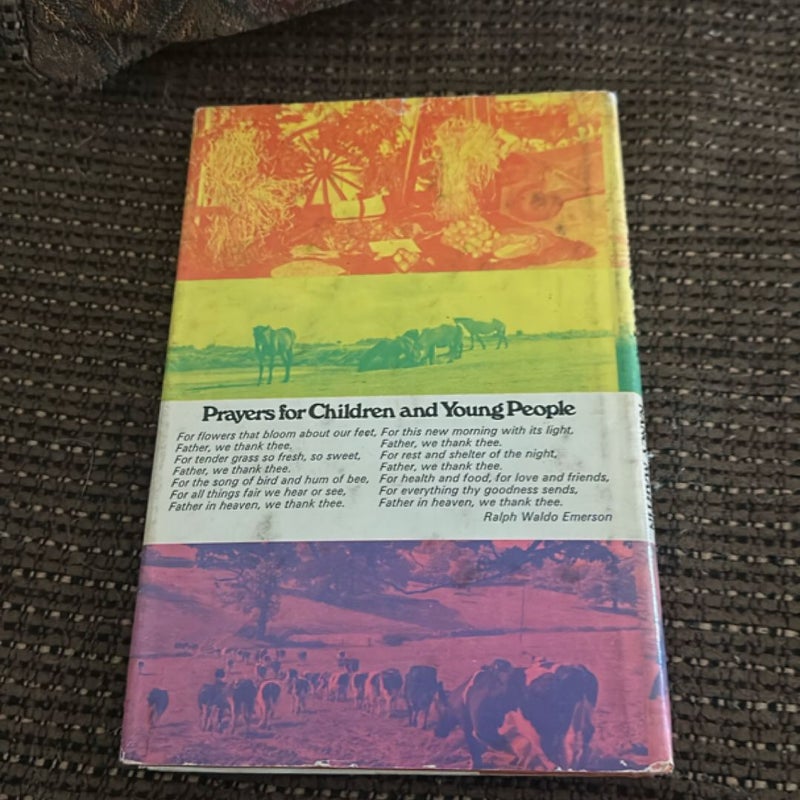 Prayers for Children and Young People
For flowers that bloom about our feet,
Father, we thank thee.
For tender grass so fresh, so sweet,
Father, we thank thee.
For the song of bird and hum of bee,
For all things fair we hear or see,
Father in heaven, we thank thee.
For this new morning with its light,
Father, we thank thee.
For rest and shelter of the night,
Father, we thank thee.
For health and food, for love and friends,
For everything thy goodness sends,
Father in heaven, we thank thee.
Ralph Waldo Emerson